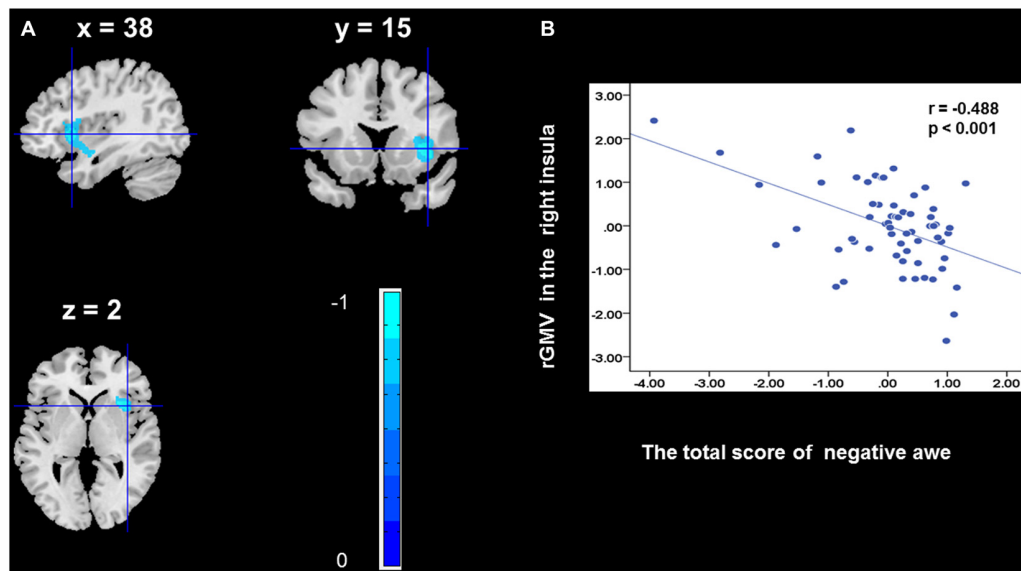 A
x = 38
y = 15
z = 2
-1
0
B
r = -0.488
p < 0.001
3.00
2.00
1.00
.00
-1.00
-2.00
-3.00
rGMV in the right insula
-4.00 -3.00 -2.00 -1.00 .00 1.00 2.00
The total score of negative awe